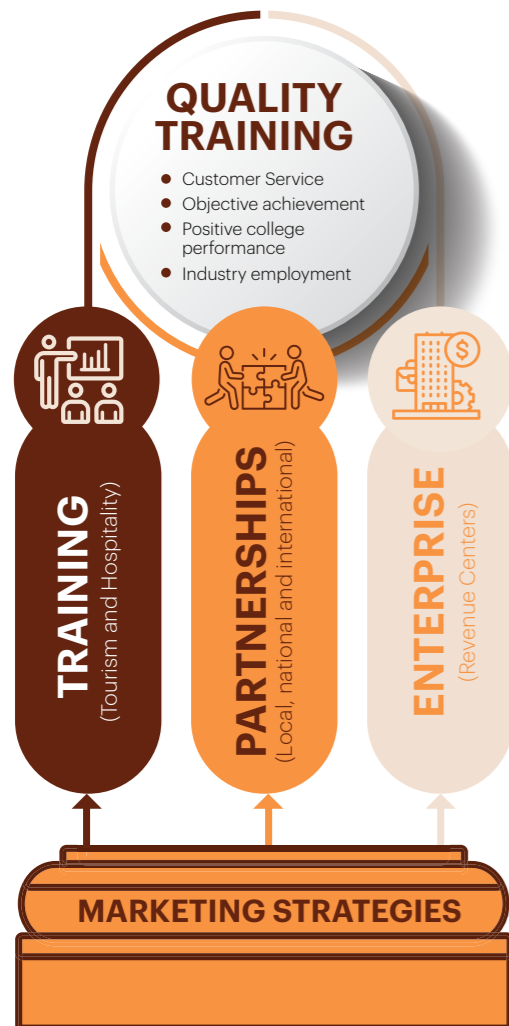 QUALITY
TRAINING
Customer Service
Objective achievement
Positive college
performance
Industry employment
$
TRAINING
(Tourism and Hospitality)
PARTNERSHIPS
(Local, national and international)
ENTERPRISE
(Revenue Centers)
MARKETING STRATEGIES